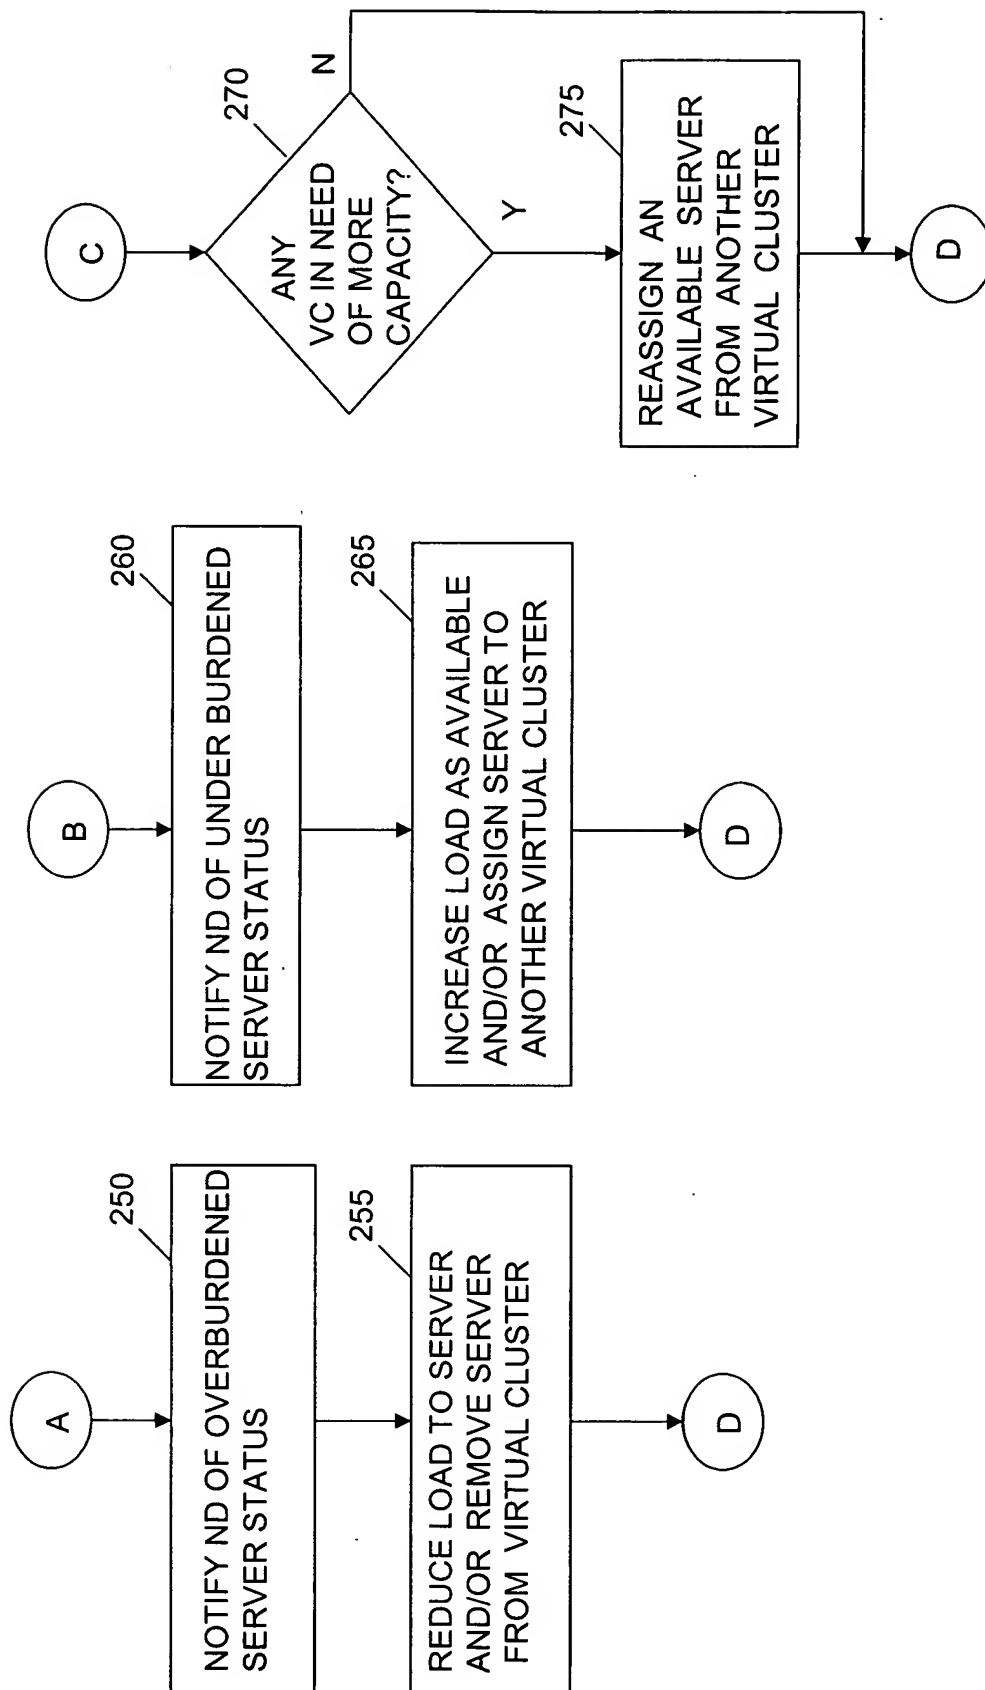 A
250
NOTIFY ND OF OVERBURDENED
SERVER STATUS
255
REDUCE LOAD TO SERVER
AND/OR REMOVE SERVER
FROM VIRTUAL CLUSTER
D
B
260
NOTIFY ND OF UNDER BURDENED
SERVER STATUS
265
INCREASE LOAD AS AVAILABLE
AND/OR ASSIGN SERVER TO
ANOTHER VIRTUAL CLUSTER
D
C
270
ANY
VC IN NEED
OF MORE
CAPACITY?
N
Y
275
REASSIGN AN
AVAILABLE SERVER
FROM ANOTHER
VIRTUAL CLUSTER
D